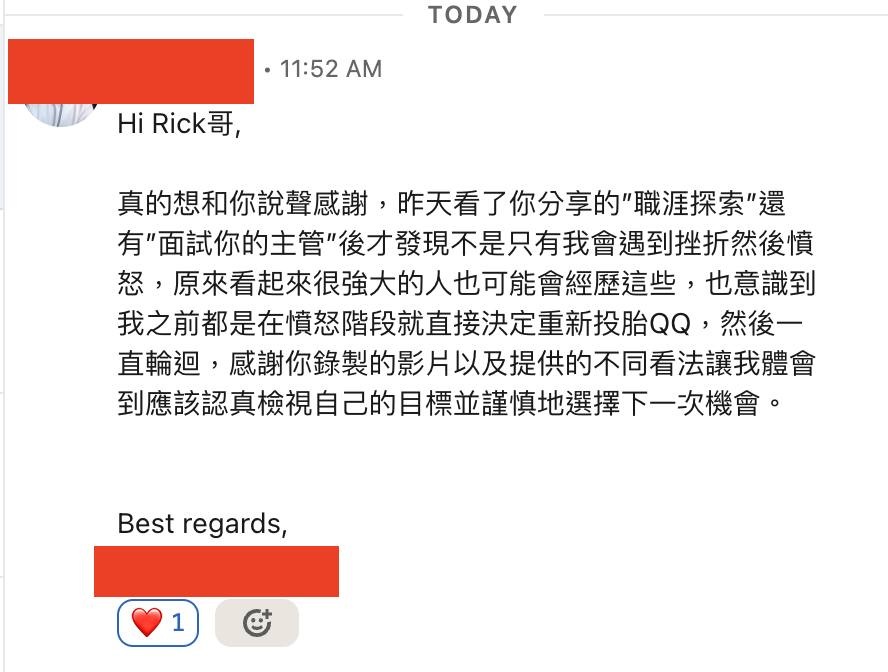 TODAY
• 11:52 AM
Hi Rick哥,
真的想和你說聲感謝，昨天看了你分享的”職涯探索”還
有”面試你的主管”後才發現不是只有我會遇到挫折然後憤
怒，原來看起來很強大的人也可能會經歷這些，也意識到
我之前都是在憤怒階段就直接決定重新投胎QQ，然後一
直輪迴，感謝你錄製的影片以及提供的不同看法讓我體會
到應該認真檢視自己的目標並謹慎地選擇下一次機會。
Best regards,
❤️ 1